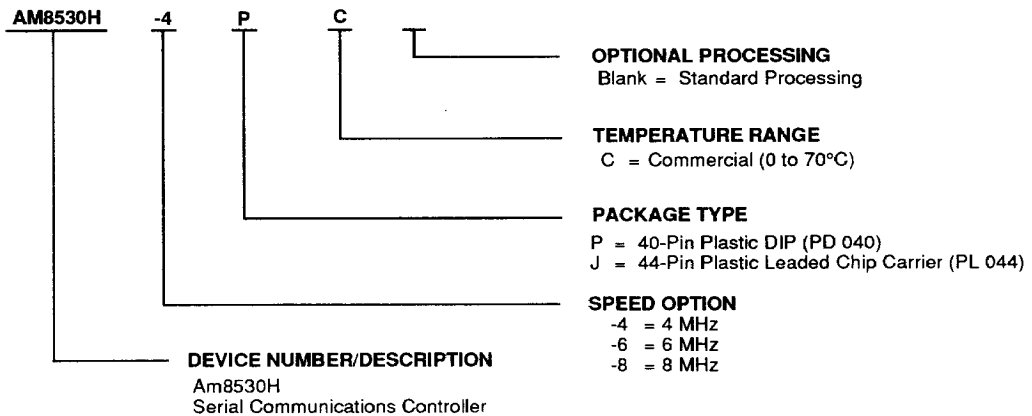 AM8530H -4 P C
OPTIONAL PROCESSING
Blank = Standard Processing
TEMPERATURE RANGE
C = Commercial (0 to 70°C)
PACKAGE TYPE
P = 40-Pin Plastic DIP (PD 040)
J = 44-Pin Plastic Leaded Chip Carrier (PL 044)
SPEED OPTION
-4 = 4 MHz
-6 = 6 MHz
-8 = 8 MHz
DEVICE NUMBER/DESCRIPTION
Am8530H
Serial Communications Controller